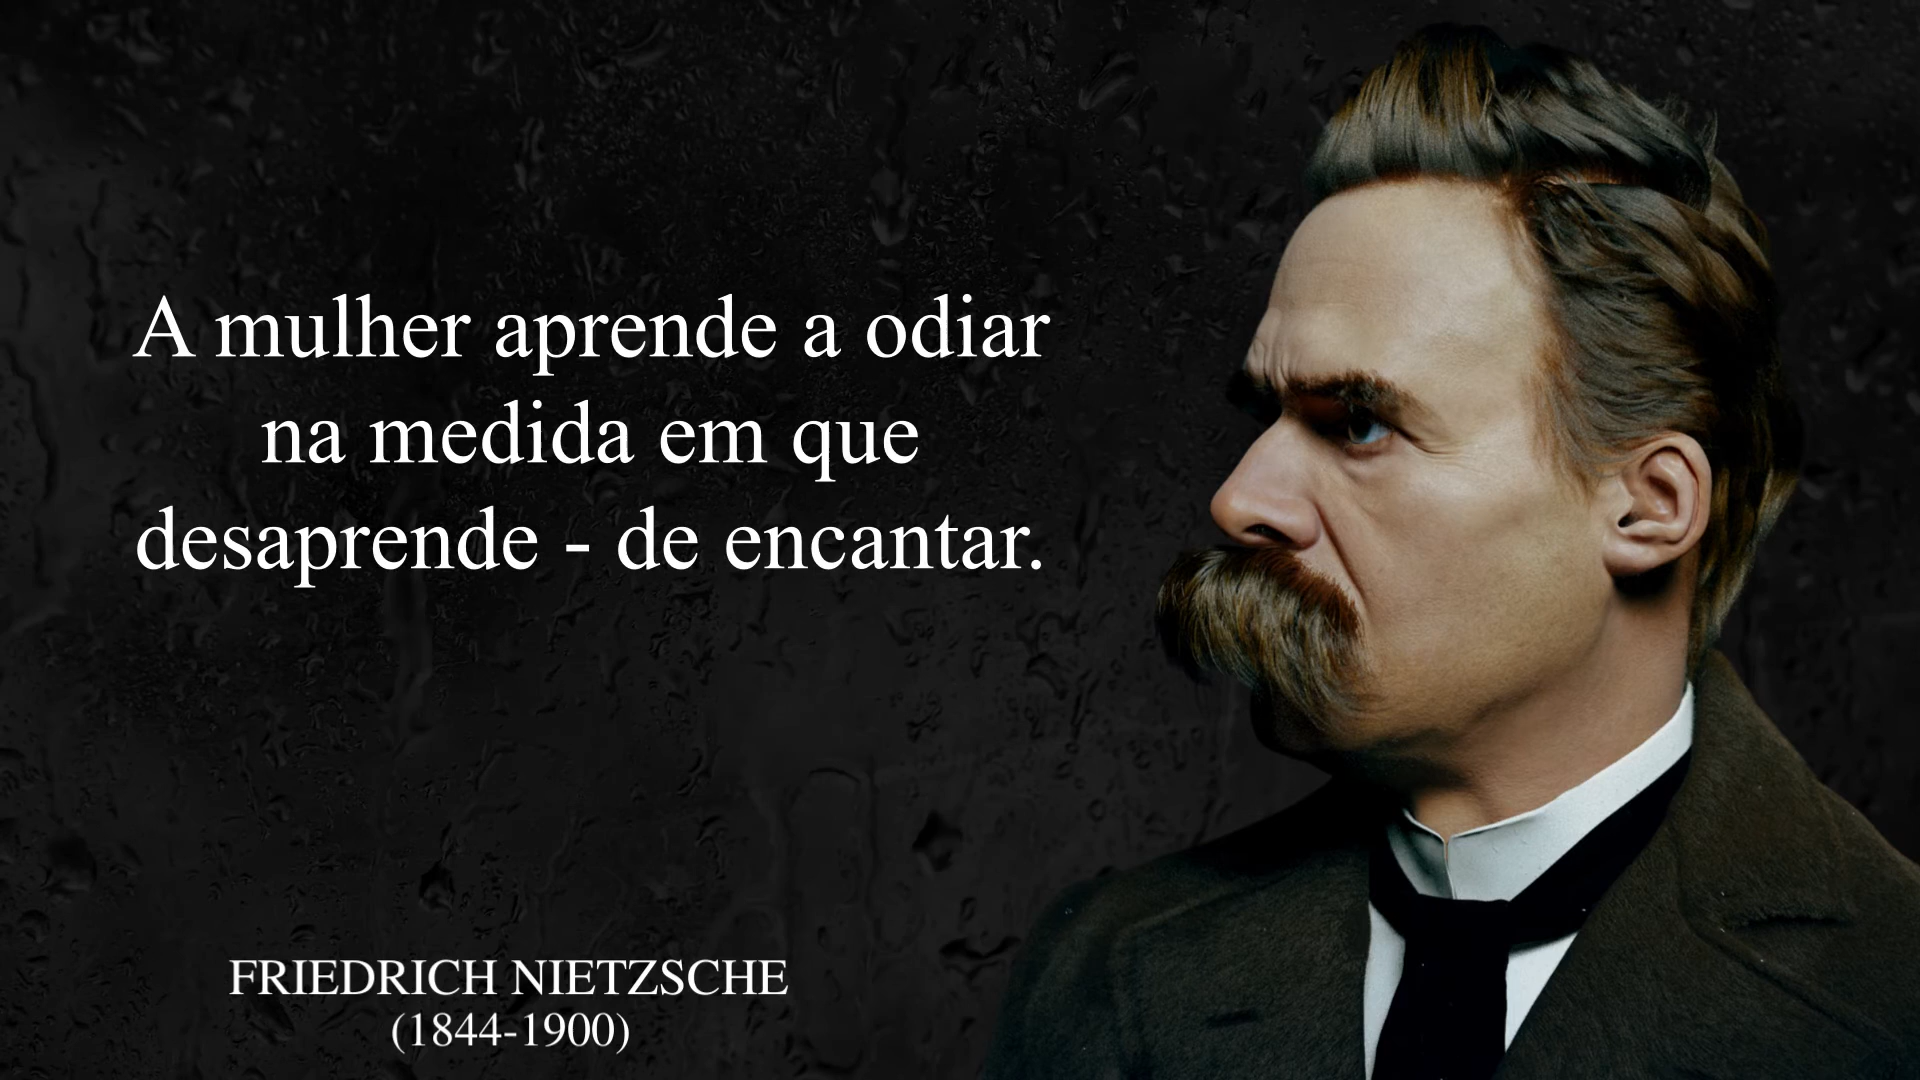 A mulher aprende a odiar
na medida em que
desaprende - de encantar.
FRIEDRICH NIETZSCHE
(1844-1900)